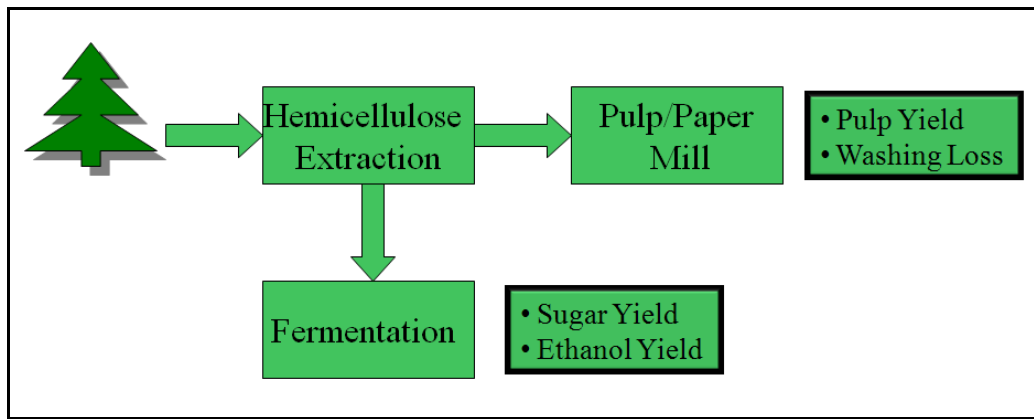 Hemicellulose
Extraction
Pulp/Paper
Mill
• Pulp Yield
• Washing Loss
Fermentation
• Sugar Yield
• Ethanol Yield